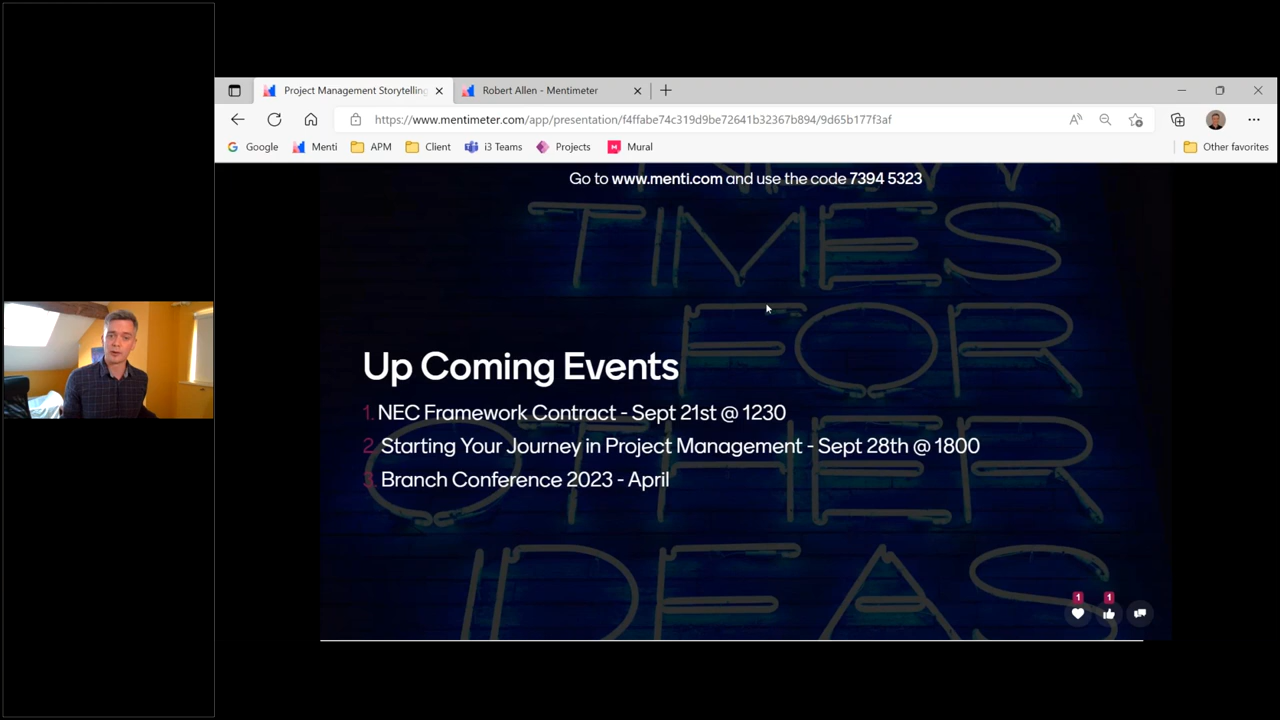 Project Management Storytelling
Robert Allen - Mentimeter
https://www.mentimeter.com/app/presentation/f4ffabe74c319d9be72641b32367b894/9d65b177f3af
Google
Menti
APM
Client
i3 Teams
Projects
Mural
Other favorites
Go to www.menti.com and use the code 7394 5323
TIMES
FOR
OTHER
IDEAS
Up Coming Events
1. NEC Framework Contract - Sept 21st @ 1230
2. Starting Your Journey in Project Management - Sept 28th @ 1800
3. Branch Conference 2023 - April
1
1